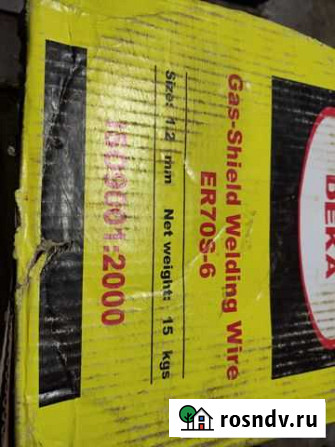 DEKA
Gas-Shield Welding Wire
ER70S-6
Size: 1.2 mm Net weight: 15 kgs
ISO9001:2000
rosndv.ru